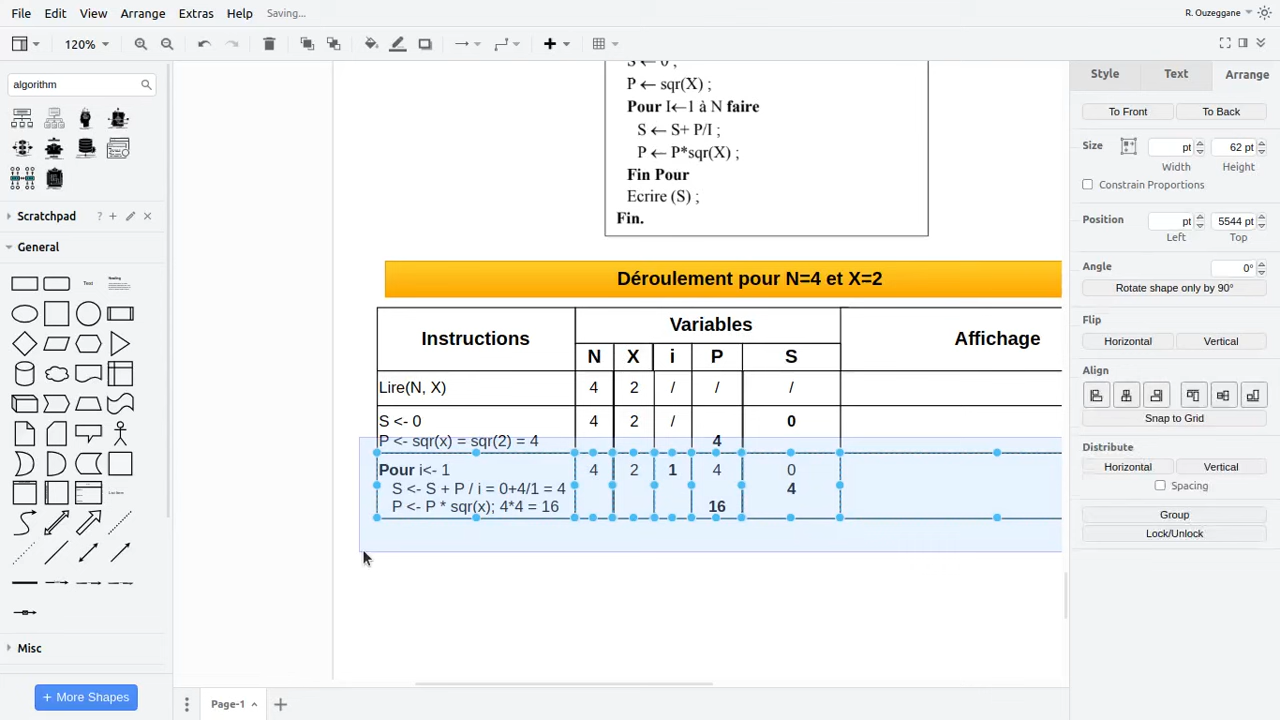 File Edit View Arrange Extras Help Saving... R. Ouzeggane
120%
algorithm
Scratchpad ?
General
Text
Heading
Misc
+ More Shapes
Page-1
S ← 0 ;
P ← sqr(X) ;
Pour I←1 à N faire
S ← S+ P/I ;
P ← P*sqr(X) ;
Fin Pour
Ecrire (S) ;
Fin.
Déroulement pour N=4 et X=2
Instructions Variables Affichage
N X i P S
Lire(N, X) 4 2 / / /
S <- 0 4 2 / 0
P <- sqr(x) = sqr(2) = 4 4
Pour i<- 1 4 2 1 4 0
S <- S + P / i = 0+4/1 = 4 4
P <- P * sqr(x); 4*4 = 16 16
Style Text Arrange
To Front To Back
Size pt 62 pt
Width Height
Constrain Proportions
Position pt 5544 pt
Left Top
Angle 0°
Rotate shape only by 90°
Flip
Horizontal Vertical
Align
Snap to Grid
Distribute
Horizontal Vertical
Spacing
Group
Lock/Unlock